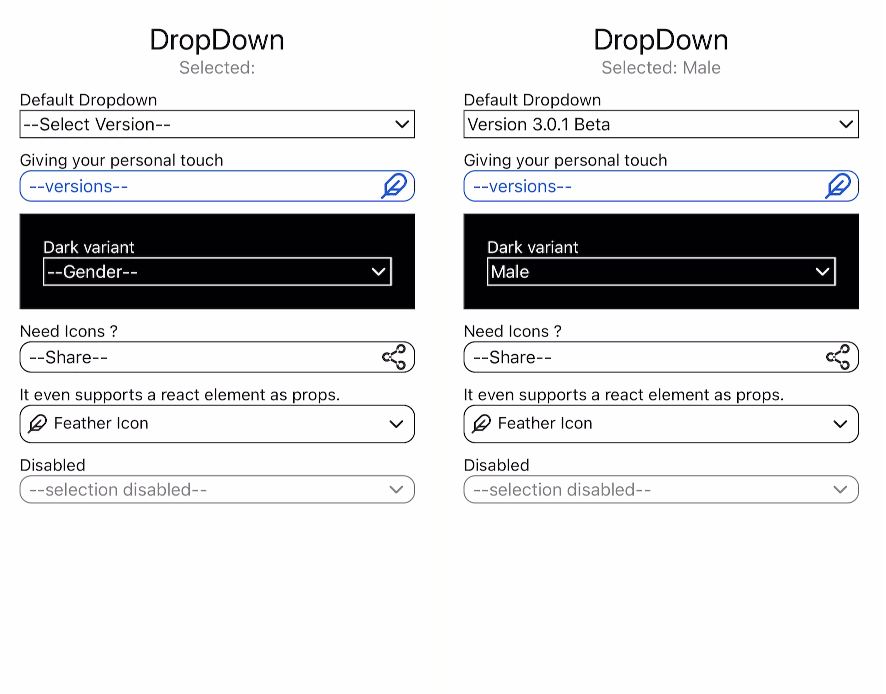 DropDown
Selected:
Default Dropdown
--Select Version--
Giving your personal touch
--versions--
Dark variant
--Gender--
Need Icons ?
--Share--
It even supports a react element as props.
Feather Icon
Disabled
--selection disabled--
DropDown
Selected: Male
Default Dropdown
Version 3.0.1 Beta
Giving your personal touch
--versions--
Dark variant
Male
Need Icons ?
--Share--
It even supports a react element as props.
Feather Icon
Disabled
--selection disabled--